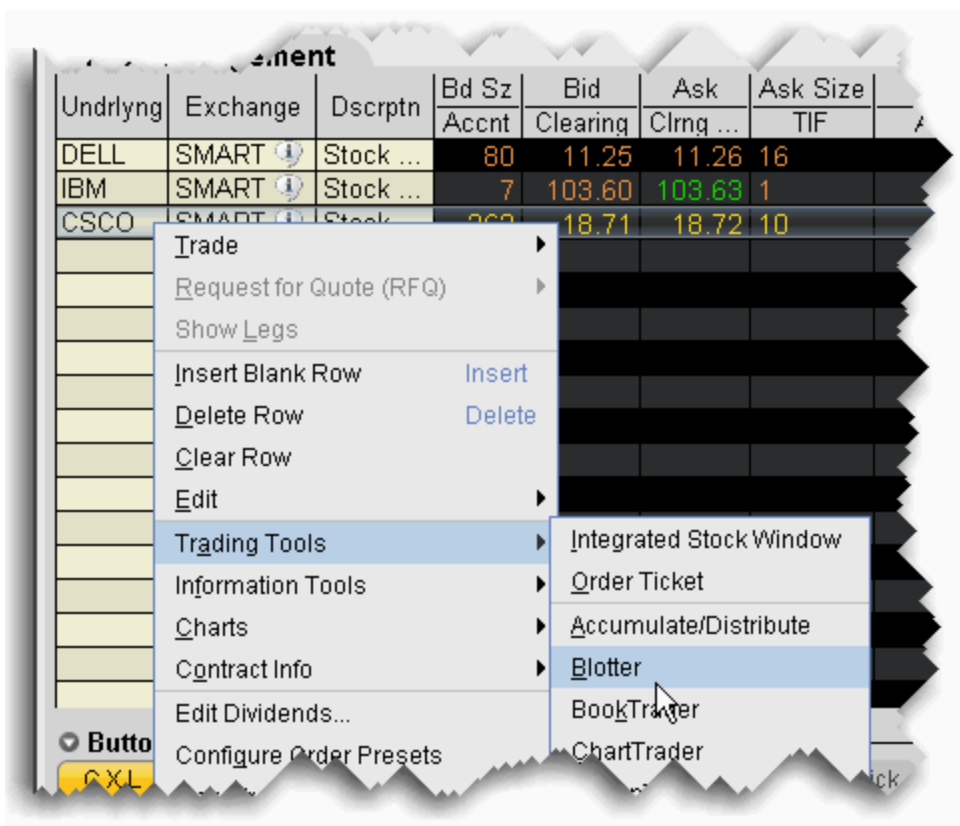 Undrlyng Exchange Dscrptn Bd Sz Bid Ask Ask Size
Accnt Clearing Clrng ... TIF
DELL SMART Stock ... 80 11.25 11.26 16
IBM SMART Stock ... 7 103.60 103.63 1
CSCO SMART Stock 18.71 18.72 10
Trade
Request for Quote (RFQ)
Show Legs
Insert Blank Row Insert
Delete Row Delete
Clear Row
Edit
Trading Tools
Integrated Stock Window
Information Tools
Order Ticket
Charts
Accumulate/Distribute
Contract Info
Blotter
Edit Dividends...
BookTrader
Configure Order Presets
ChartTrader
Butto
CXL